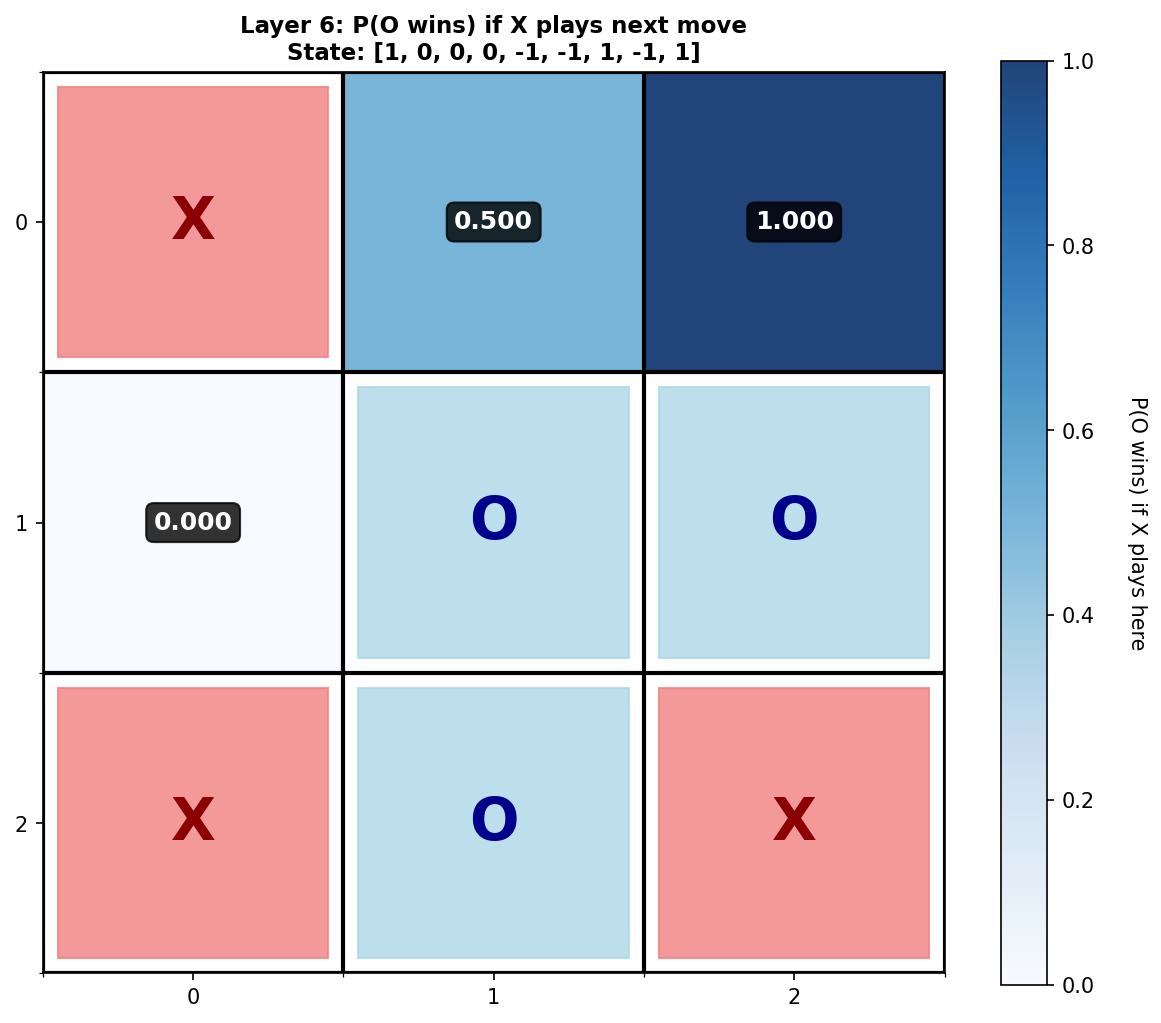 Layer 6: P(O wins) if X plays next move
State: [1, 0, 0, 0, -1, -1, 1, -1, 1]
0
X
0.500
1.000
1
0.000
O
O
2
X
O
X
0
1
2
1.0
0.8
0.6
0.4
0.2
0.0
P(O wins) if X plays here